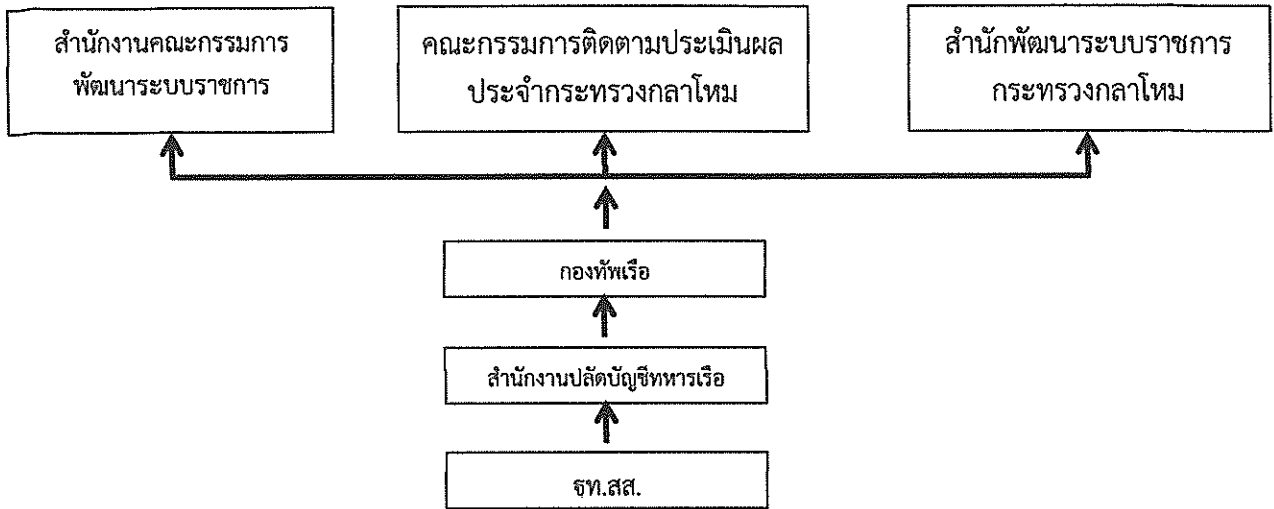 สำนักงานคณะกรรมการ
พัฒนาระบบราชการ
คณะกรรมการติดตามประเมินผล
ประจำกระทรวงกลาโหม
สำนักพัฒนาระบบราชการ
กระทรวงกลาโหม
กองทัพเรือ
สำนักงานปลัดบัญชีทหารเรือ
ฐท.สส.